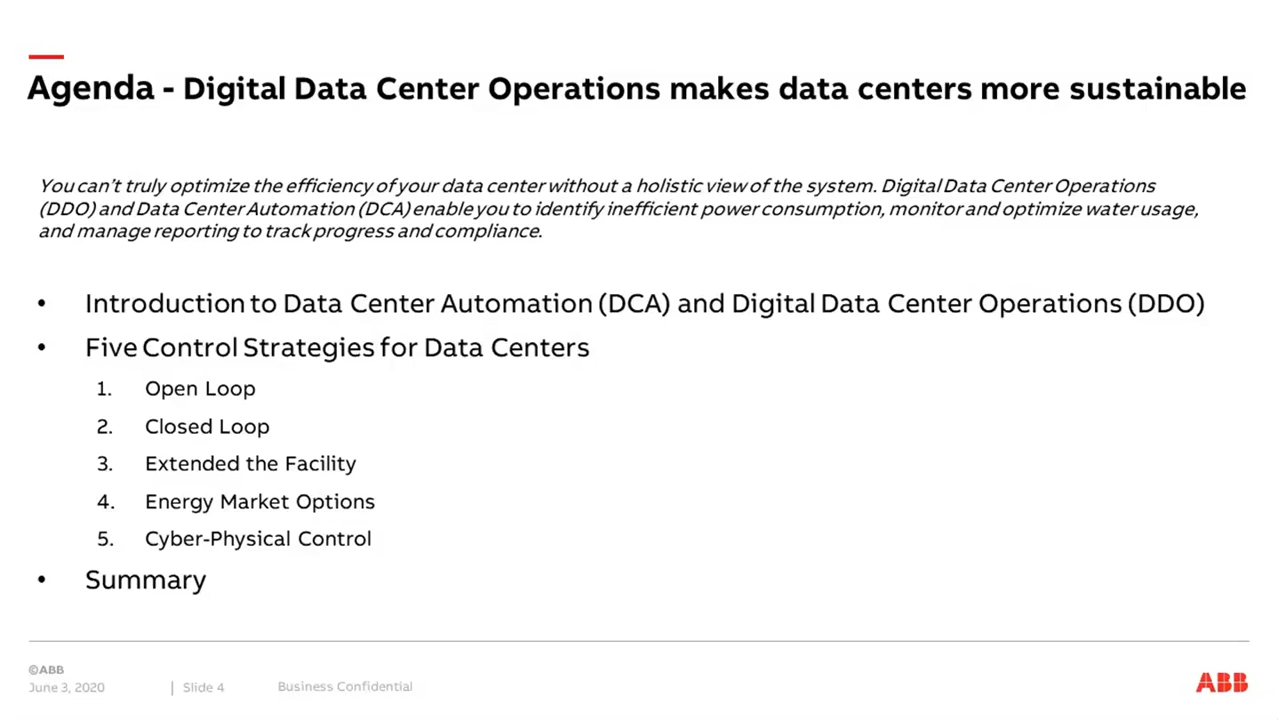 Agenda - Digital Data Center Operations makes data centers more sustainable
You can't truly optimize the efficiency of your data center without a holistic view of the system. Digital Data Center Operations
(DDO) and Data Center Automation (DCA) enable you to identify inefficient power consumption, monitor and optimize water usage,
and manage reporting to track progress and compliance.
• Introduction to Data Center Automation (DCA) and Digital Data Center Operations (DDO)
• Five Control Strategies for Data Centers
1. Open Loop
2. Closed Loop
3. Extended the Facility
4. Energy Market Options
5. Cyber-Physical Control
• Summary
©ABB
June 3, 2020 | Slide 4 Business Confidential
ABB